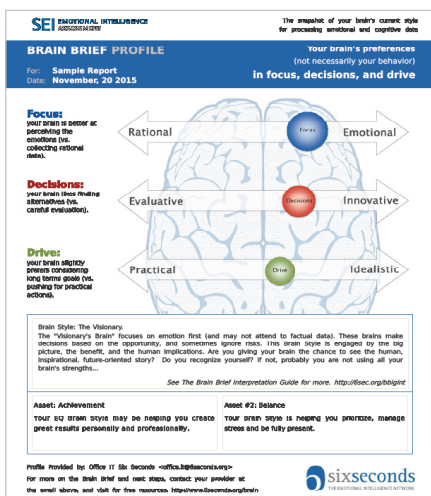 SEI EMOTIONAL INTELLIGENCE
ASSESSMENT
The snapshot of your brain's current style
for processing emotional and cognitive data
BRAIN BRIEF PROFILE
For: Sample Report
Date: November, 20 2015
Your brain's preferences
(not necessarily your behavior)
in focus, decisions, and drive
Focus:
your brain is better at
perceiving the
emotions (vs.
collecting rational
data).
Rational
Focus
Emotional
Decisions:
your brain likes finding
alternatives (vs.
careful evaluation).
Evaluative
Decisions
Innovative
Drive:
your brain slightly
prefers considering
long terms goals (vs.
pushing for practical
actions).
Practical
Drive
Idealistic
Brain Style: The Visionary.
The "Visionary's Brain" focuses on emotion first (and may not attend to factual data). These brains make
decisions based on the opportunity, and sometimes ignore risks. This Brain Style is engaged by the big
picture, the benefit, and the human implications. Are you giving your brain the chance to see the human,
inspirational, future-oriented story? Do you recognize yourself? If not, probably you are not using all your
brain's strengths...
See The Brain Brief Interpretation Guide for more. http://6sec.org/bbigint
Asset: Achievement
Your EQ Brain Style may be helping you create
great results personally and professionally.
Asset #2: Balance
Your Brain Style is helping you prioritize, manage
stress and be fully present.
Profile Provided by: Office IT Six Seconds <office.it@6seconds.org>
For more on the Brain Brief and next steps, contact your provider at
the email above, and visit for free resources: http://www.6seconds.org/brain
sixseconds
THE EMOTIONAL INTELLIGENCE NETWORK